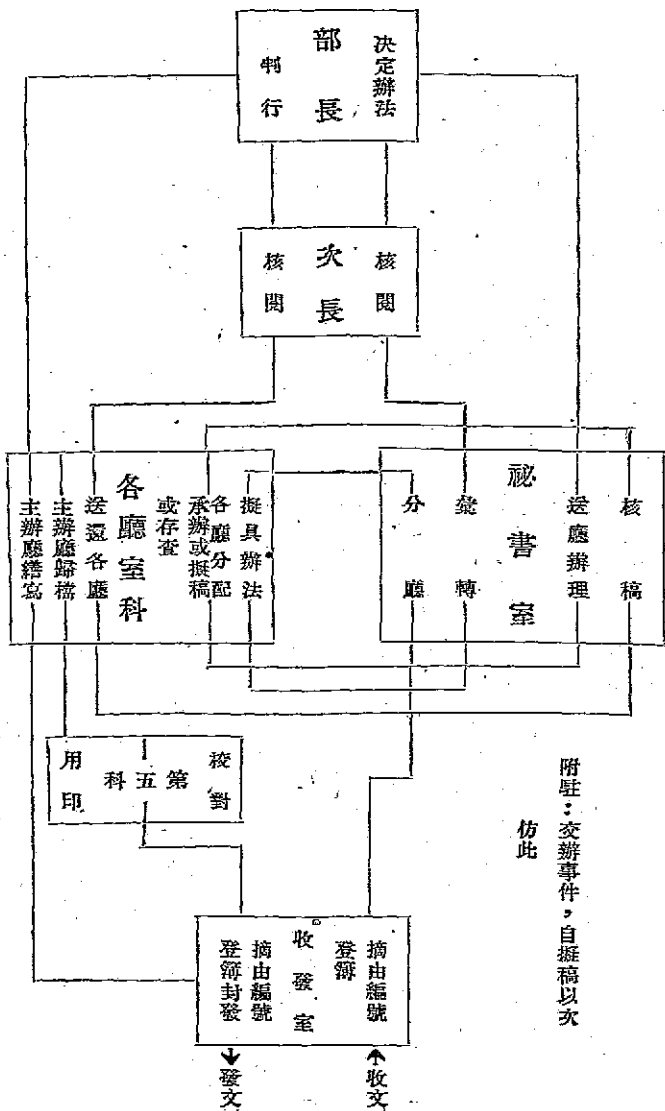 決定辦法
部長
判行
核閱
次長
核閱
核稿
送廳辦理
祕書室
彙轉
分廳
擬具辦法
各廳分配
承辦或擬稿
或存查
各廳室科
送還各廳
主辦廳歸檔
主辦廳繕寫
校對
第五科
用印
附駐：交辦事件，自擬稿以次
仿此
摘由編號
登簿
收發室
摘由編號
登簿封發
收文
發文